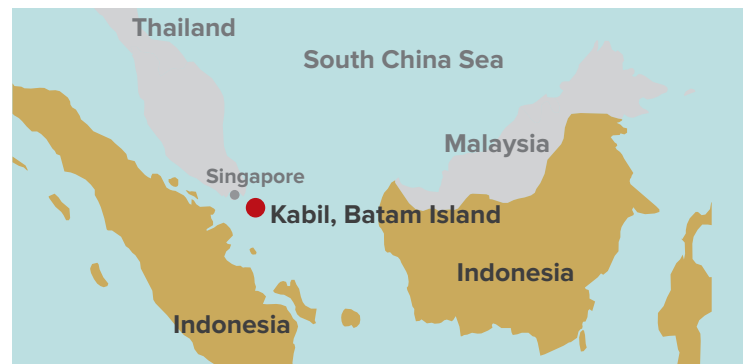 Thailand
South China Sea
Malaysia
Singapore
Kabil, Batam Island
Indonesia
Indonesia